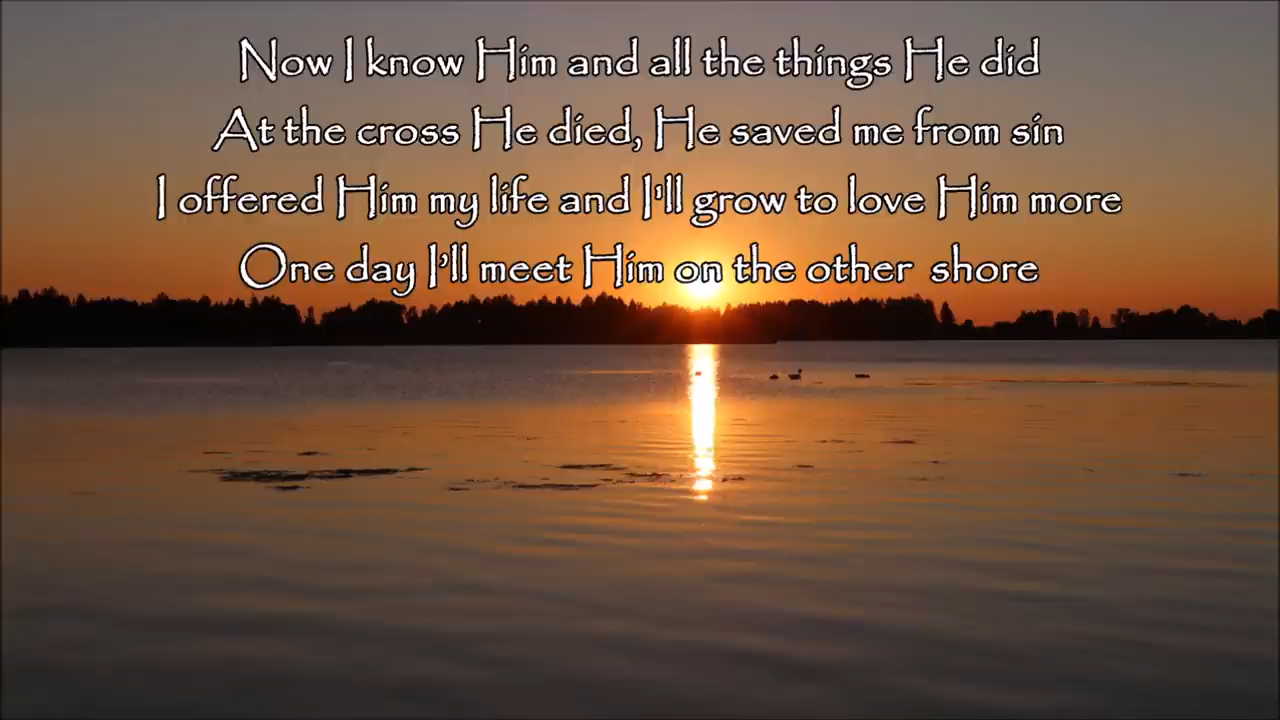 Now I know Him and all the things He did
At the cross He died, He saved me from sin
I offered Him my life and I'll grow to love Him more
One day I'll meet Him on the other shore